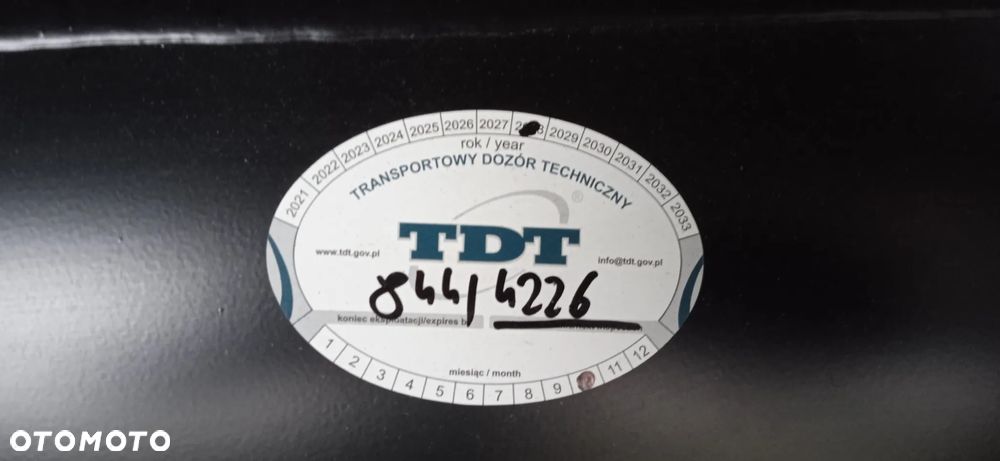 2021 2022 2023 2024 2025 2026 2027 2028 2029 2030 2031 2032 2033
rok / year
TRANSPORTOWY DOZÓR TECHNICZNY
®
TDT
www.tdt.gov.pl
info@tdt.gov.pl
844/4226
koniec eksploatacji/expires
1 2 3 4 5 6 7 8 9 11 12
miesiąc / month
OTOMOTO